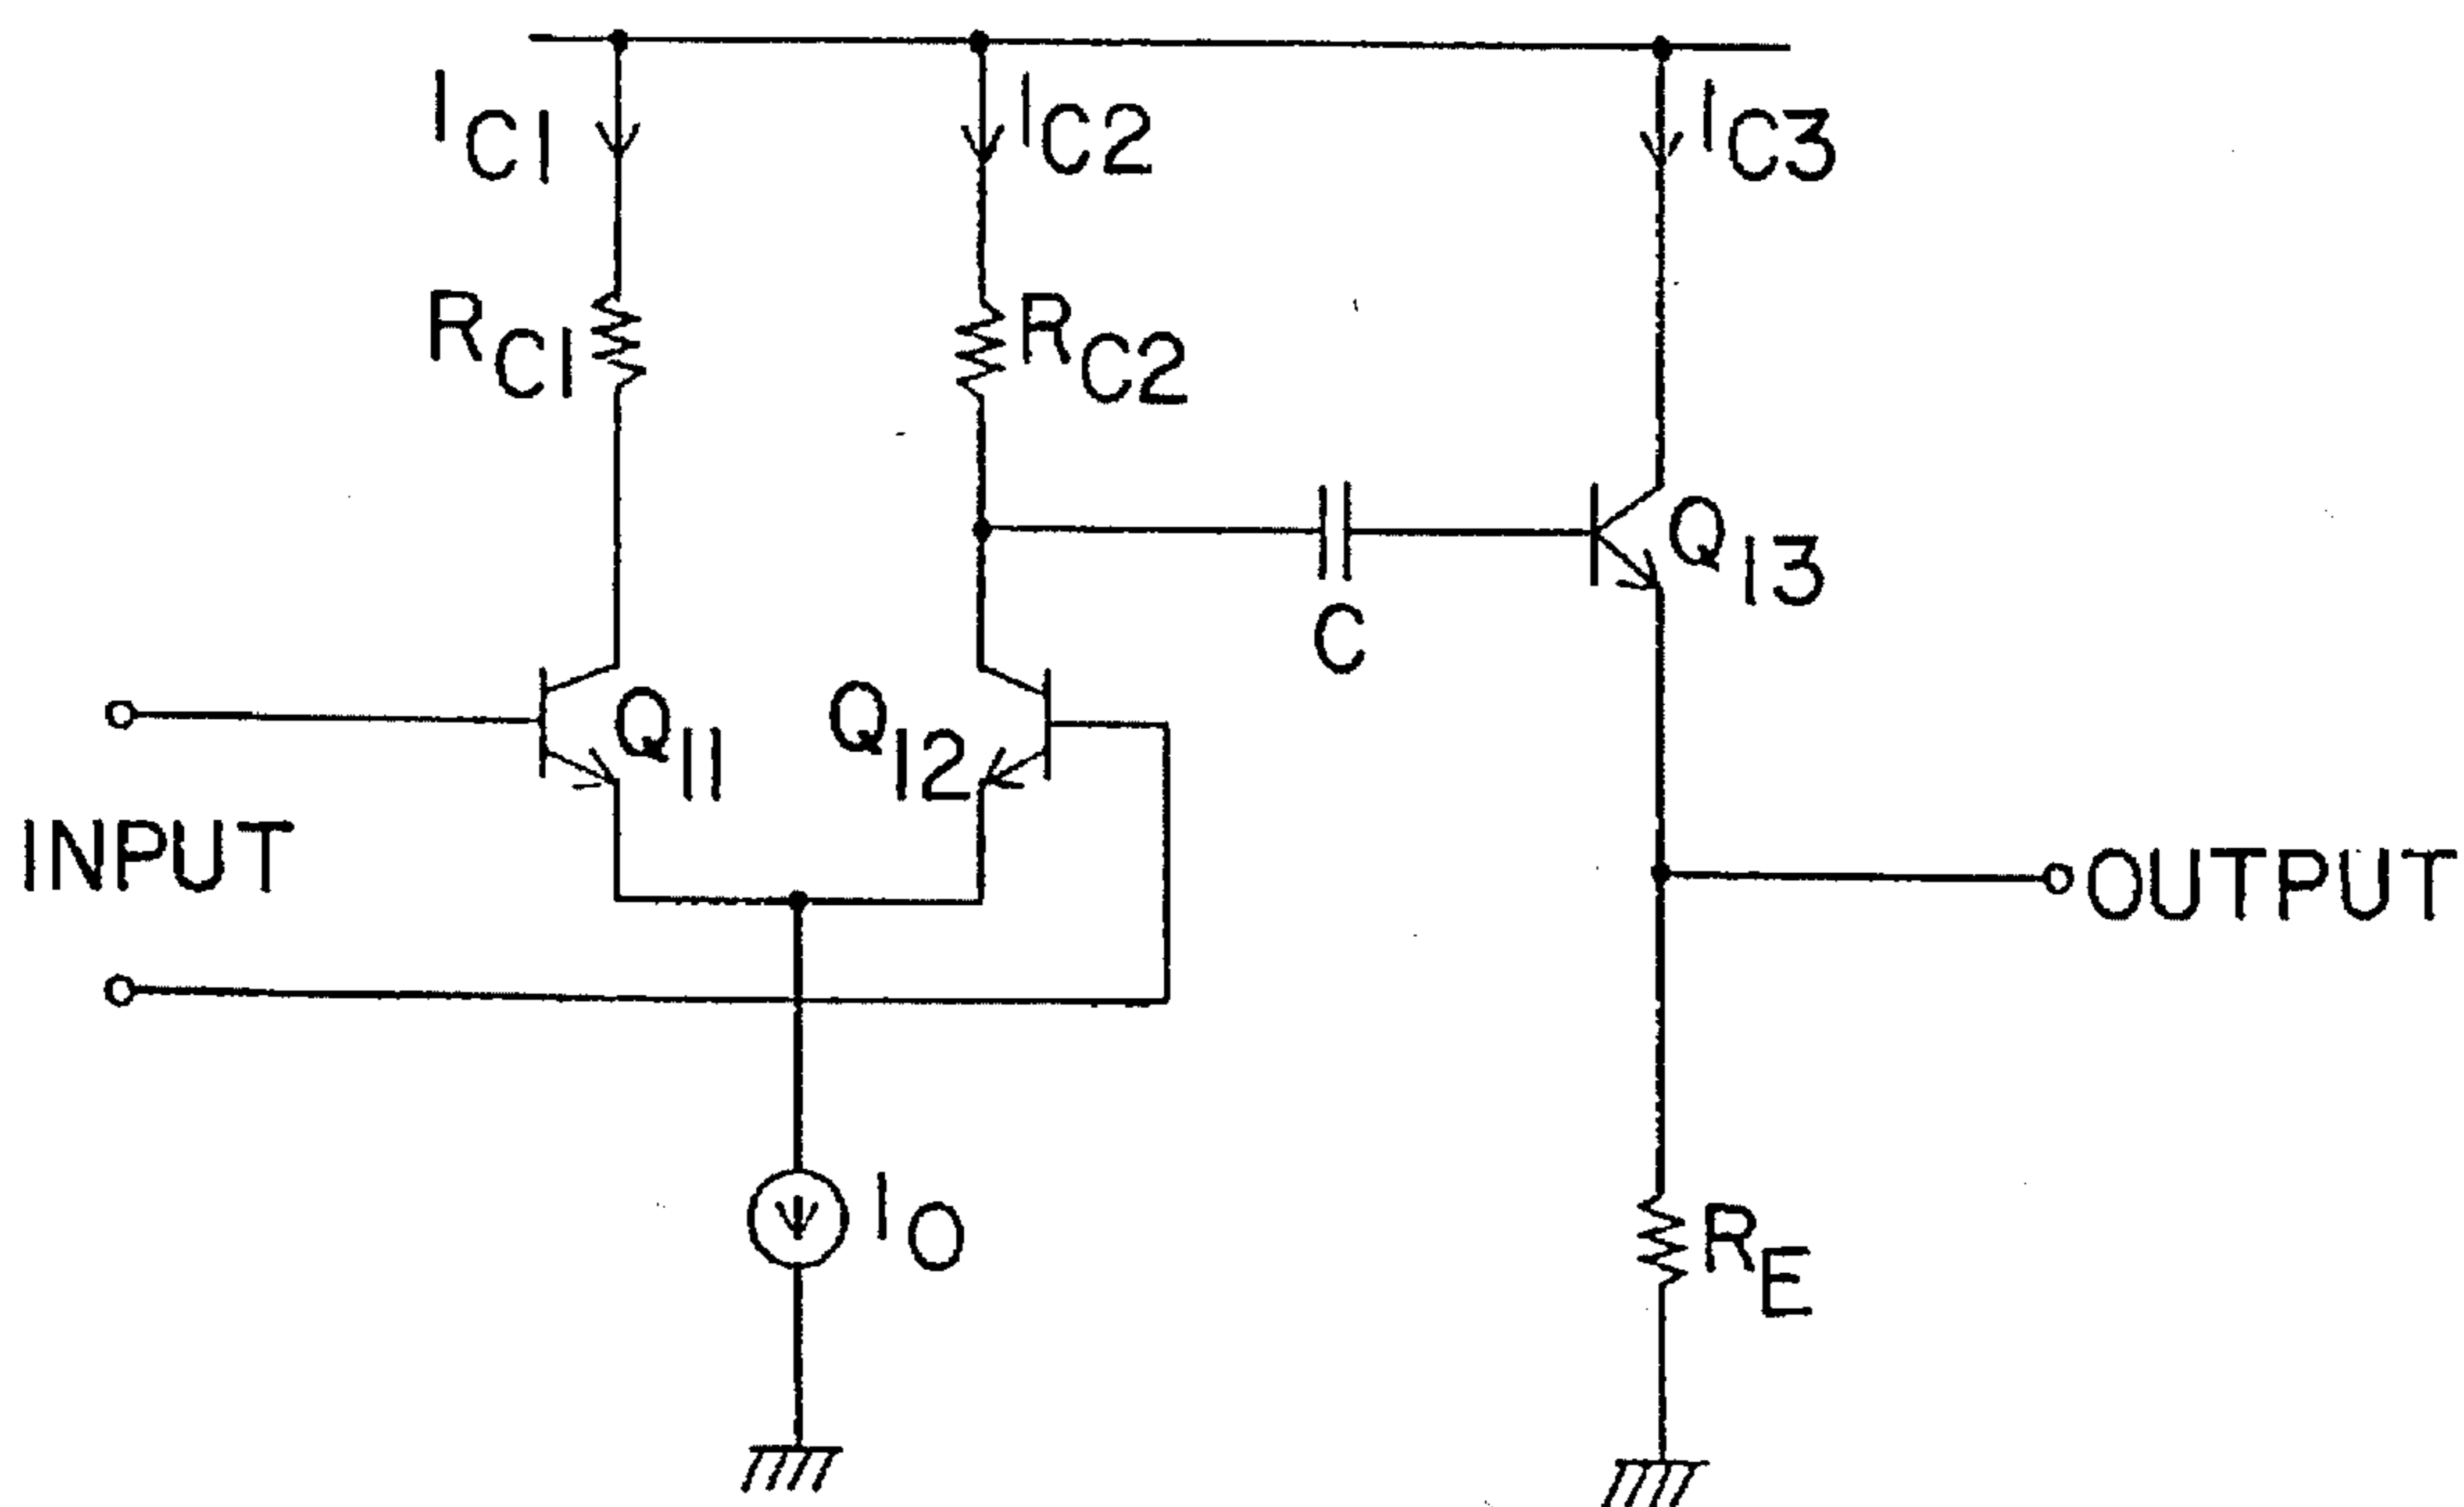 IC1
IC2
IC3
RC1
RC2
Q13
C
Q11
Q12
INPUT
OUTPUT
IO
RE